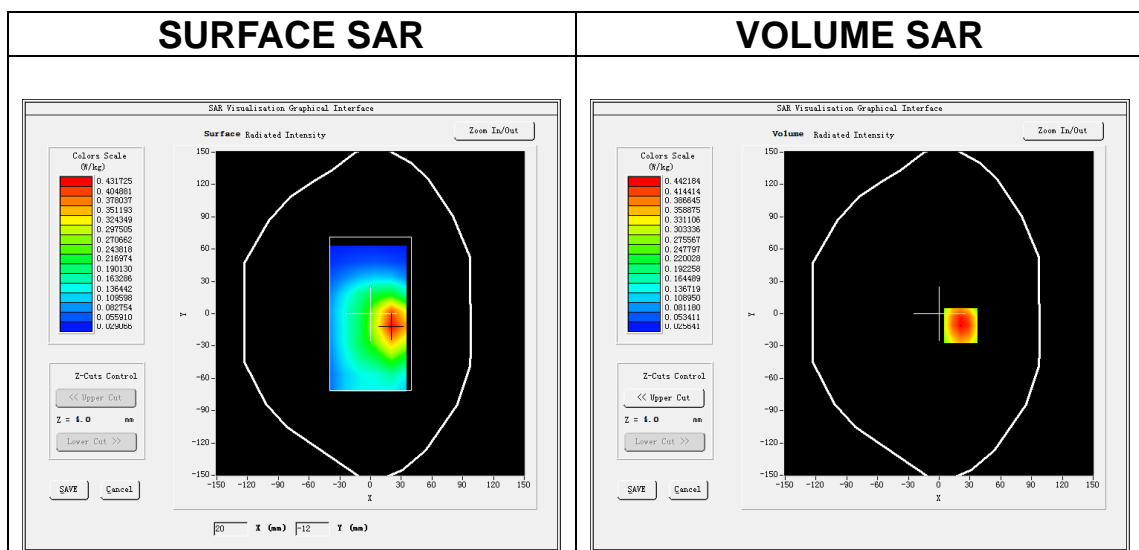 SURFACE SAR
VOLUME SAR
SAR Visualisation Graphical Interface
Surface Radiated Intensity
Zoom In/Out
Colors Scale
(W/kg)
0.431725
0.404881
0.378037
0.351193
0.324349
0.297505
0.270662
0.243818
0.216974
0.190130
0.163286
0.136442
0.109598
0.082754
0.055910
0.029066
150
120
90
60
30
0
-30
-60
-90
-120
-150
Y
-150 -120 -90 -60 -30 0 30 60 90 120 150
X
Z-Cuts Control
<< Upper Cut
Z = 4.0 mm
Lower Cut >>
SAVE Cancel
20 X (mm) -12 Y (mm)
SAR Visualisation Graphical Interface
Volume Radiated Intensity
Zoom In/Out
Colors Scale
(W/kg)
0.442184
0.414414
0.386645
0.358875
0.331106
0.303336
0.275567
0.247797
0.220028
0.192258
0.164489
0.136719
0.108950
0.081180
0.053411
0.025641
150
120
90
60
30
0
-30
-60
-90
-120
-150
Y
-150 -120 -90 -60 -30 0 30 60 90 120 150
X
Z-Cuts Control
<< Upper Cut
Z = 4.0 mm
Lower Cut >>
SAVE Cancel